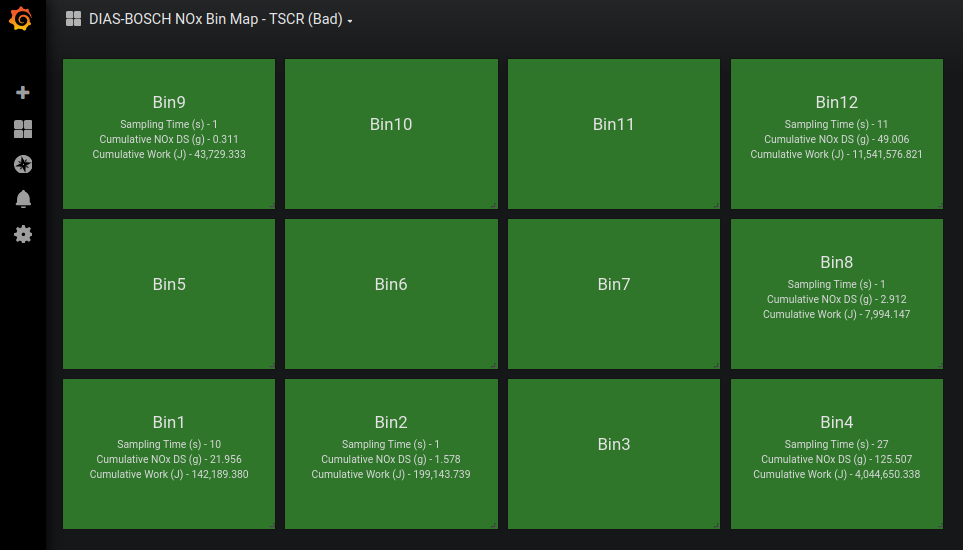 DIAS-BOSCH NOx Bin Map - TSCR (Bad)
Bin9
Sampling Time (s) - 1
Cumulative NOx DS (g) - 0.311
Cumulative Work (J) - 43,729.333
Bin10
Bin11
Bin12
Sampling Time (s) - 11
Cumulative NOx DS (g) - 49.006
Cumulative Work (J) - 11,541,576.821
Bin5
Bin6
Bin7
Bin8
Sampling Time (s) - 1
Cumulative NOx DS (g) - 2.912
Cumulative Work (J) - 7,994.147
Bin1
Sampling Time (s) - 10
Cumulative NOx DS (g) - 21.956
Cumulative Work (J) - 142,189.380
Bin2
Sampling Time (s) - 1
Cumulative NOx DS (g) - 1.578
Cumulative Work (J) - 199,143.739
Bin3
Bin4
Sampling Time (s) - 27
Cumulative NOx DS (g) - 125.507
Cumulative Work (J) - 4,044,650.338